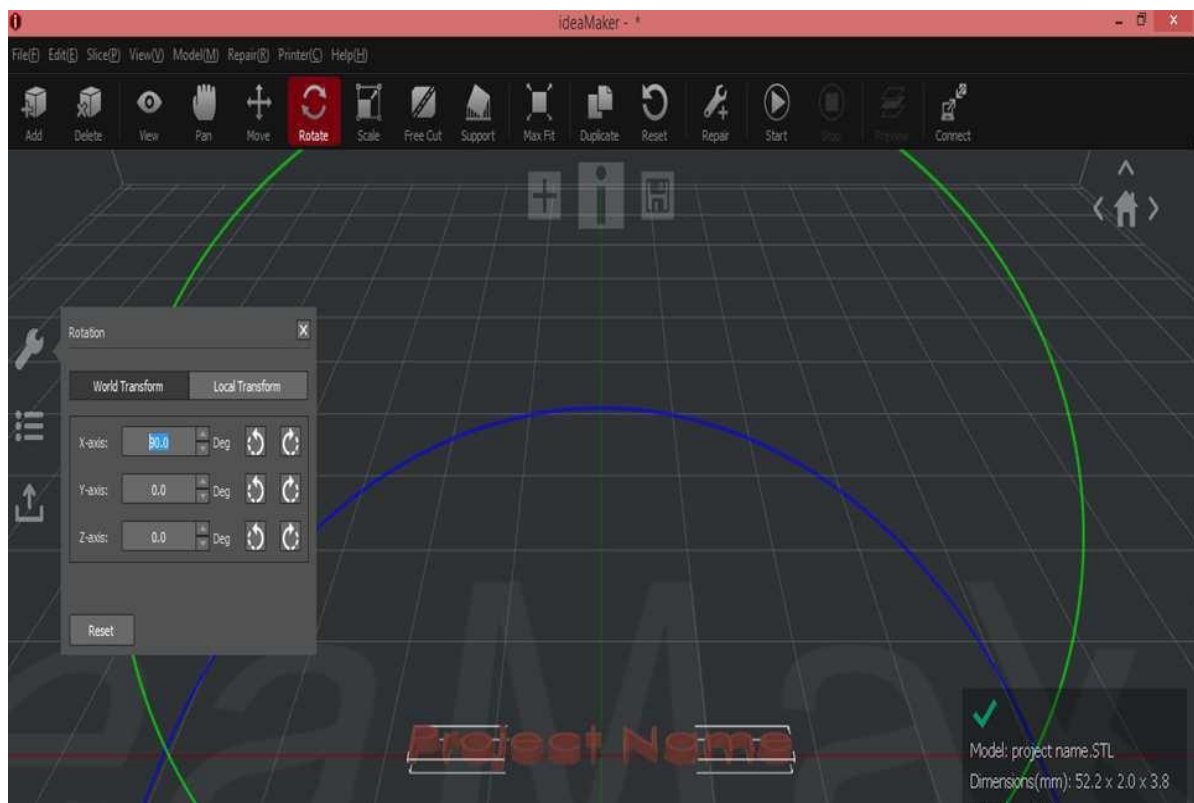 ideaMaker - *
File(F) Edit(E) Slice(P) View(V) Model(M) Repair(R) Printer(C) Help(H)
Add Delete View Pan Move Rotate Scale Free Cut Support Max Fit Duplicate Reset Repair Start Stop Preview Connect
Rotation
World Transform Local Transform
X-axis: 90.0 Deg
Y-axis: 0.0 Deg
Z-axis: 0.0 Deg
Reset
Project Name
Model: project name.STL
Dimensions(mm): 52.2 x 2.0 x 3.8